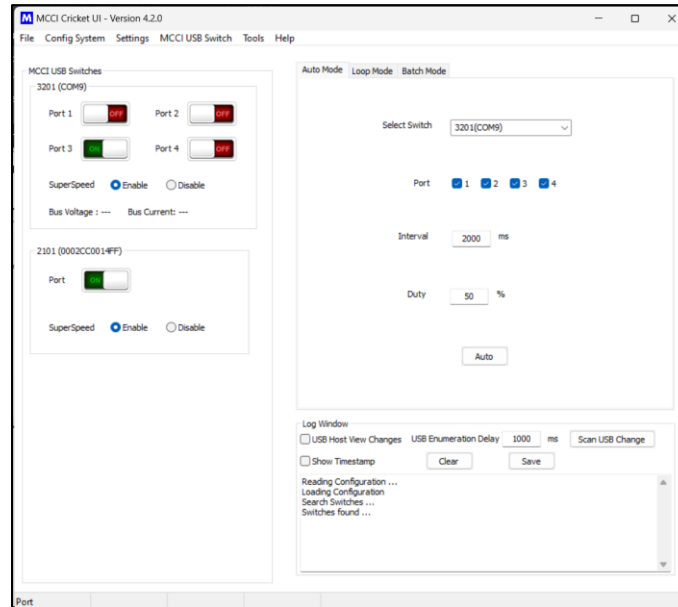 MCCI Cricket UI - Version 4.2.0
File Config System Settings MCCI USB Switch Tools Help
MCCI USB Switches
3201 (COM9)
Port 1 OFF Port 2 OFF
Port 3 ON Port 4 OFF
SuperSpeed Enable Disable
Bus Voltage : --- Bus Current: ---
2101 (0002CC0014FF)
Port ON
SuperSpeed Enable Disable
Auto Mode Loop Mode Batch Mode
Select Switch 3201(COM9)
Port 1 2 3 4
Interval 2000 ms
Duty 50 %
Auto
Log Window
USB Host View Changes USB Enumeration Delay 1000 ms Scan USB Change
Show Timestamp Clear Save
Reading Configuration ...
Loading Configuration
Search Switches ...
Switches found ...
Port